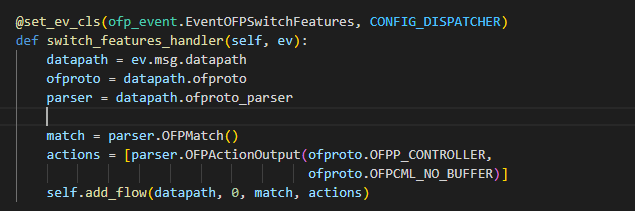 @set_ev_cls(ofp_event.EventOFPSwitchFeatures, CONFIG_DISPATCHER)
def switch_features_handler(self, ev):
    datapath = ev.msg.datapath
    ofproto = datapath.ofproto
    parser = datapath.ofproto_parser
    match = parser.OFPMatch()
    actions = [parser.OFPActionOutput(ofproto.OFPP_CONTROLLER,
                                      ofproto.OFPCML_NO_BUFFER)]
    self.add_flow(datapath, 0, match, actions)